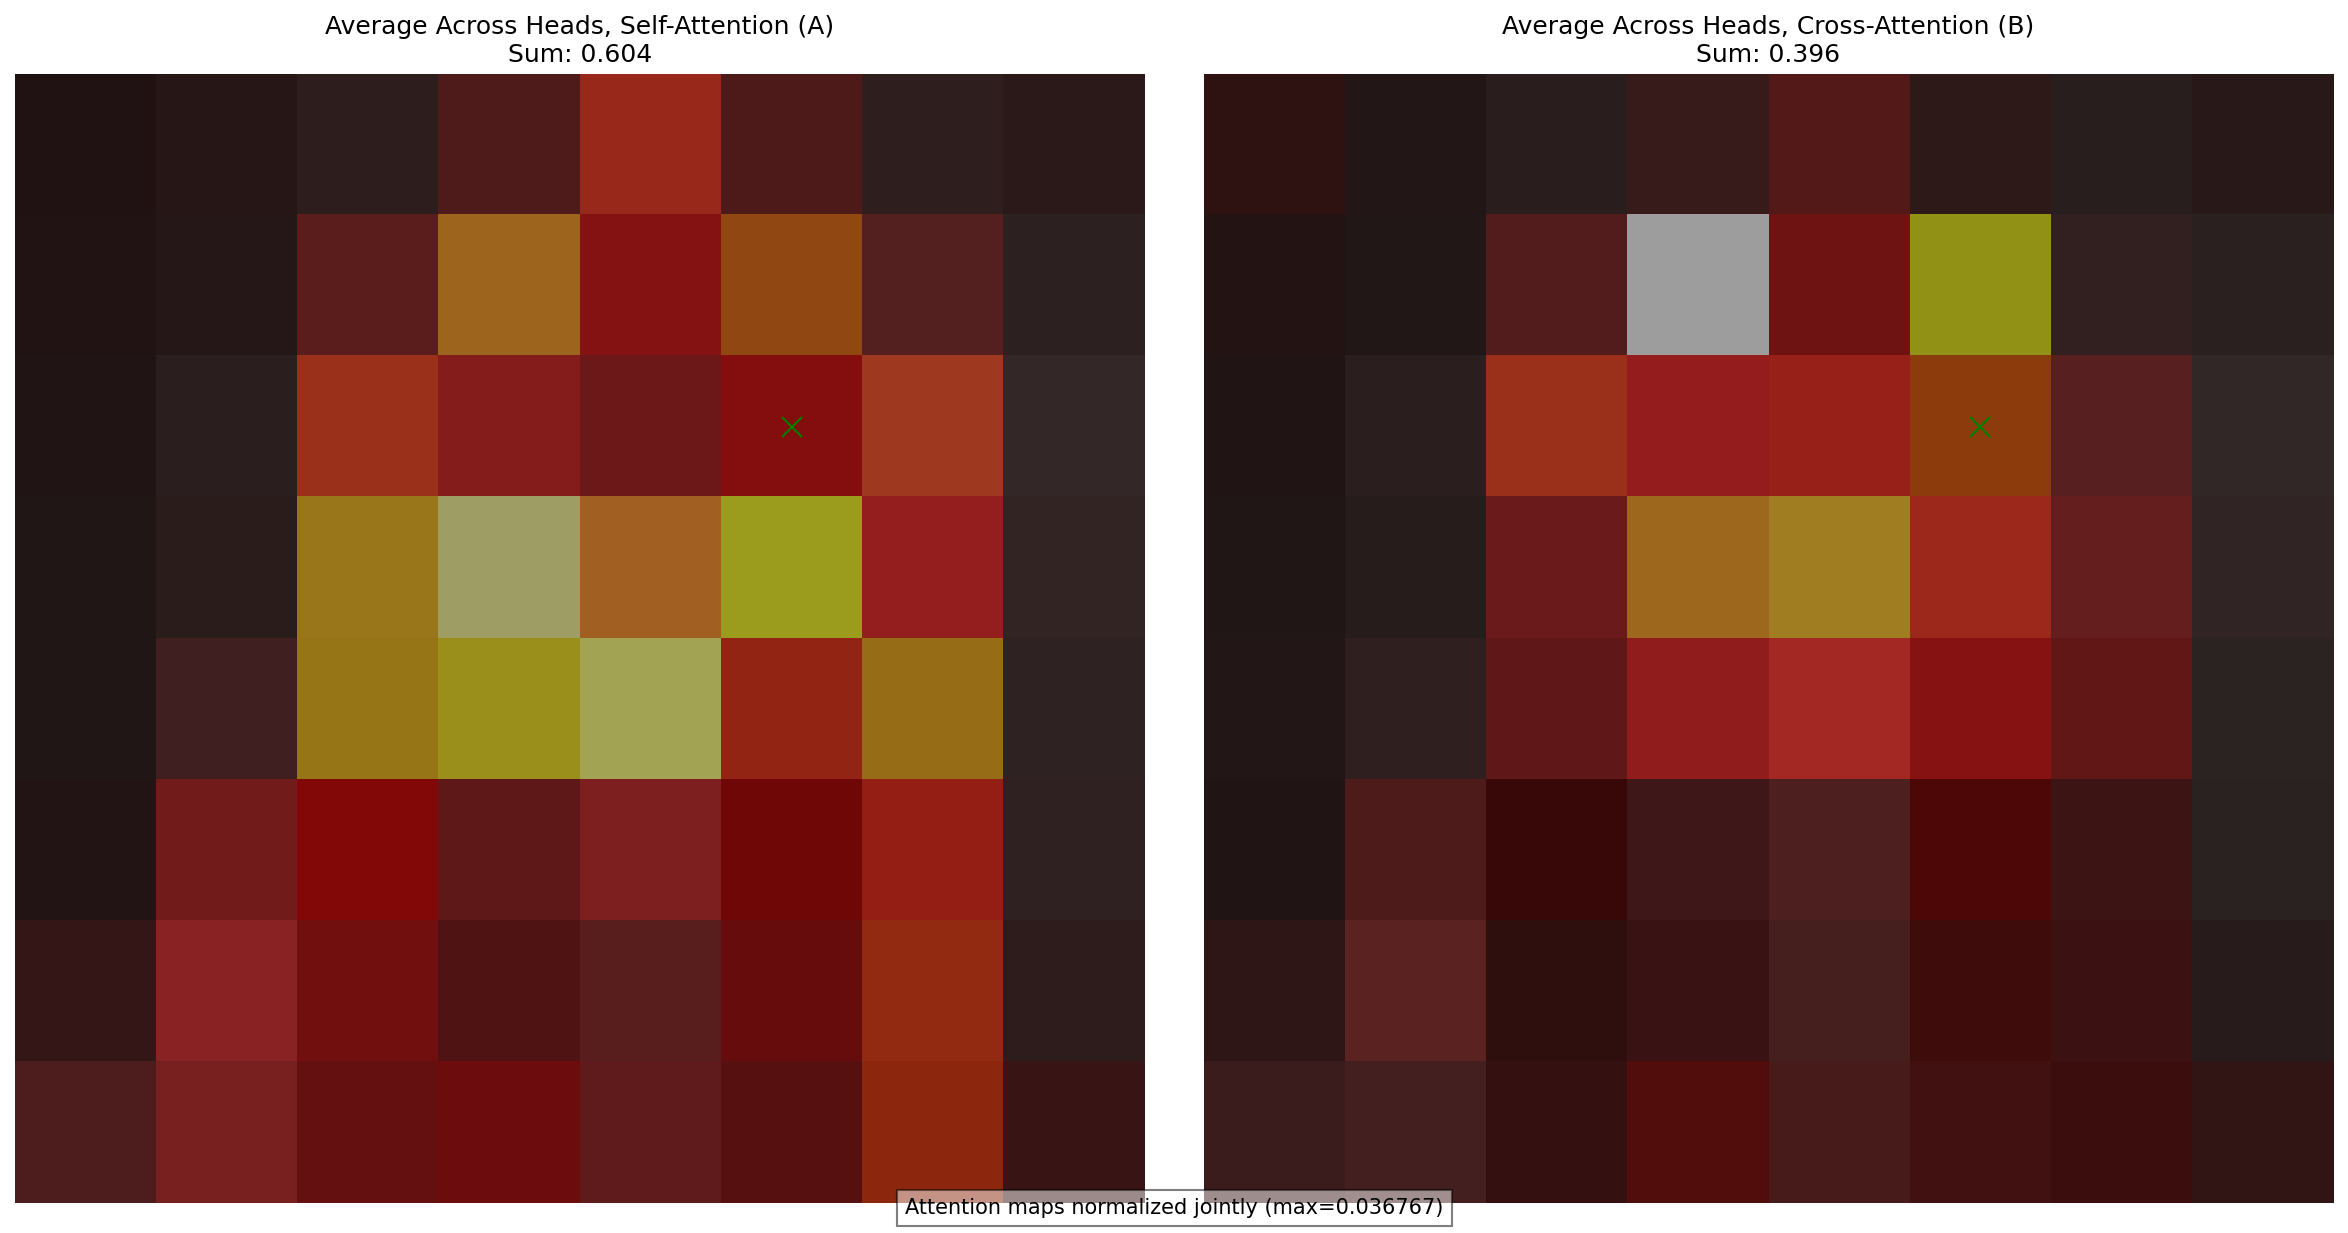 Average Across Heads, Self-Attention (A)
Sum: 0.604
Average Across Heads, Cross-Attention (B)
Sum: 0.396
Attention maps normalized jointly (max=0.036767)